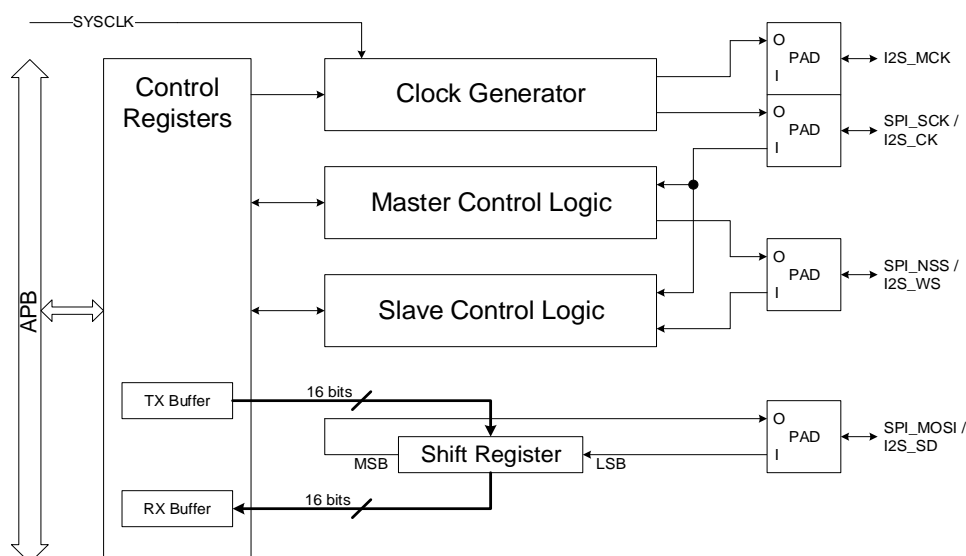 SYSCLK
O
PAD
I
I2S_MCK
Control
Registers
Clock Generator
O
PAD
I
SPI_SCK /
I2S_CK
Master Control Logic
O
PAD
I
SPI_NSS /
I2S_WS
APB
Slave Control Logic
TX Buffer
16 bits
O
PAD
I
SPI_MOSI /
I2S_SD
MSB
Shift Register
LSB
RX Buffer
16 bits